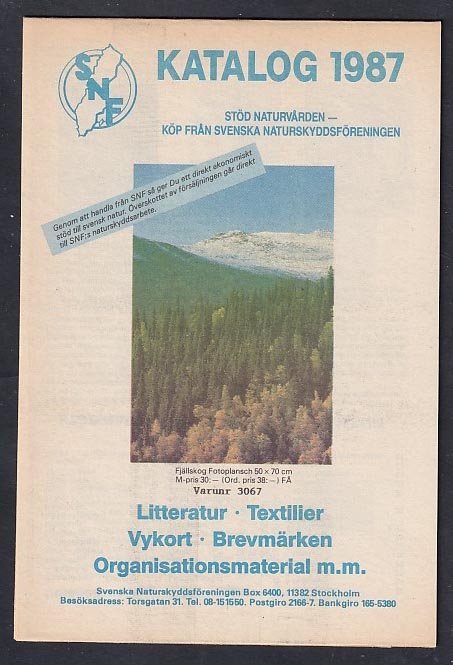 SNF
KATALOG 1987
STÖD NATURVÅRDEN —
KÖP FRÅN SVENSKA NATURSKYDDSFÖRENINGEN
Genom att handla från SNF så ger Du ett direkt ekonomiskt
stöd till svensk natur. Överskottet av försäljningen går direkt
till SNF:s naturskyddsarbete.
Fjällskog Fotoplansch 50 × 70 cm
M-pris 30:– (Ord. pris 38:–) FÅ
Varunr 3067
Litteratur · Textilier
Vykort · Brevmärken
Organisationsmaterial m.m.
Svenska Naturskyddsföreningen Box 6400, 11382 Stockholm
Besöksadress: Torsgatan 31. Tel. 08-151550. Postgiro 2166-7. Bankgiro 165-5380